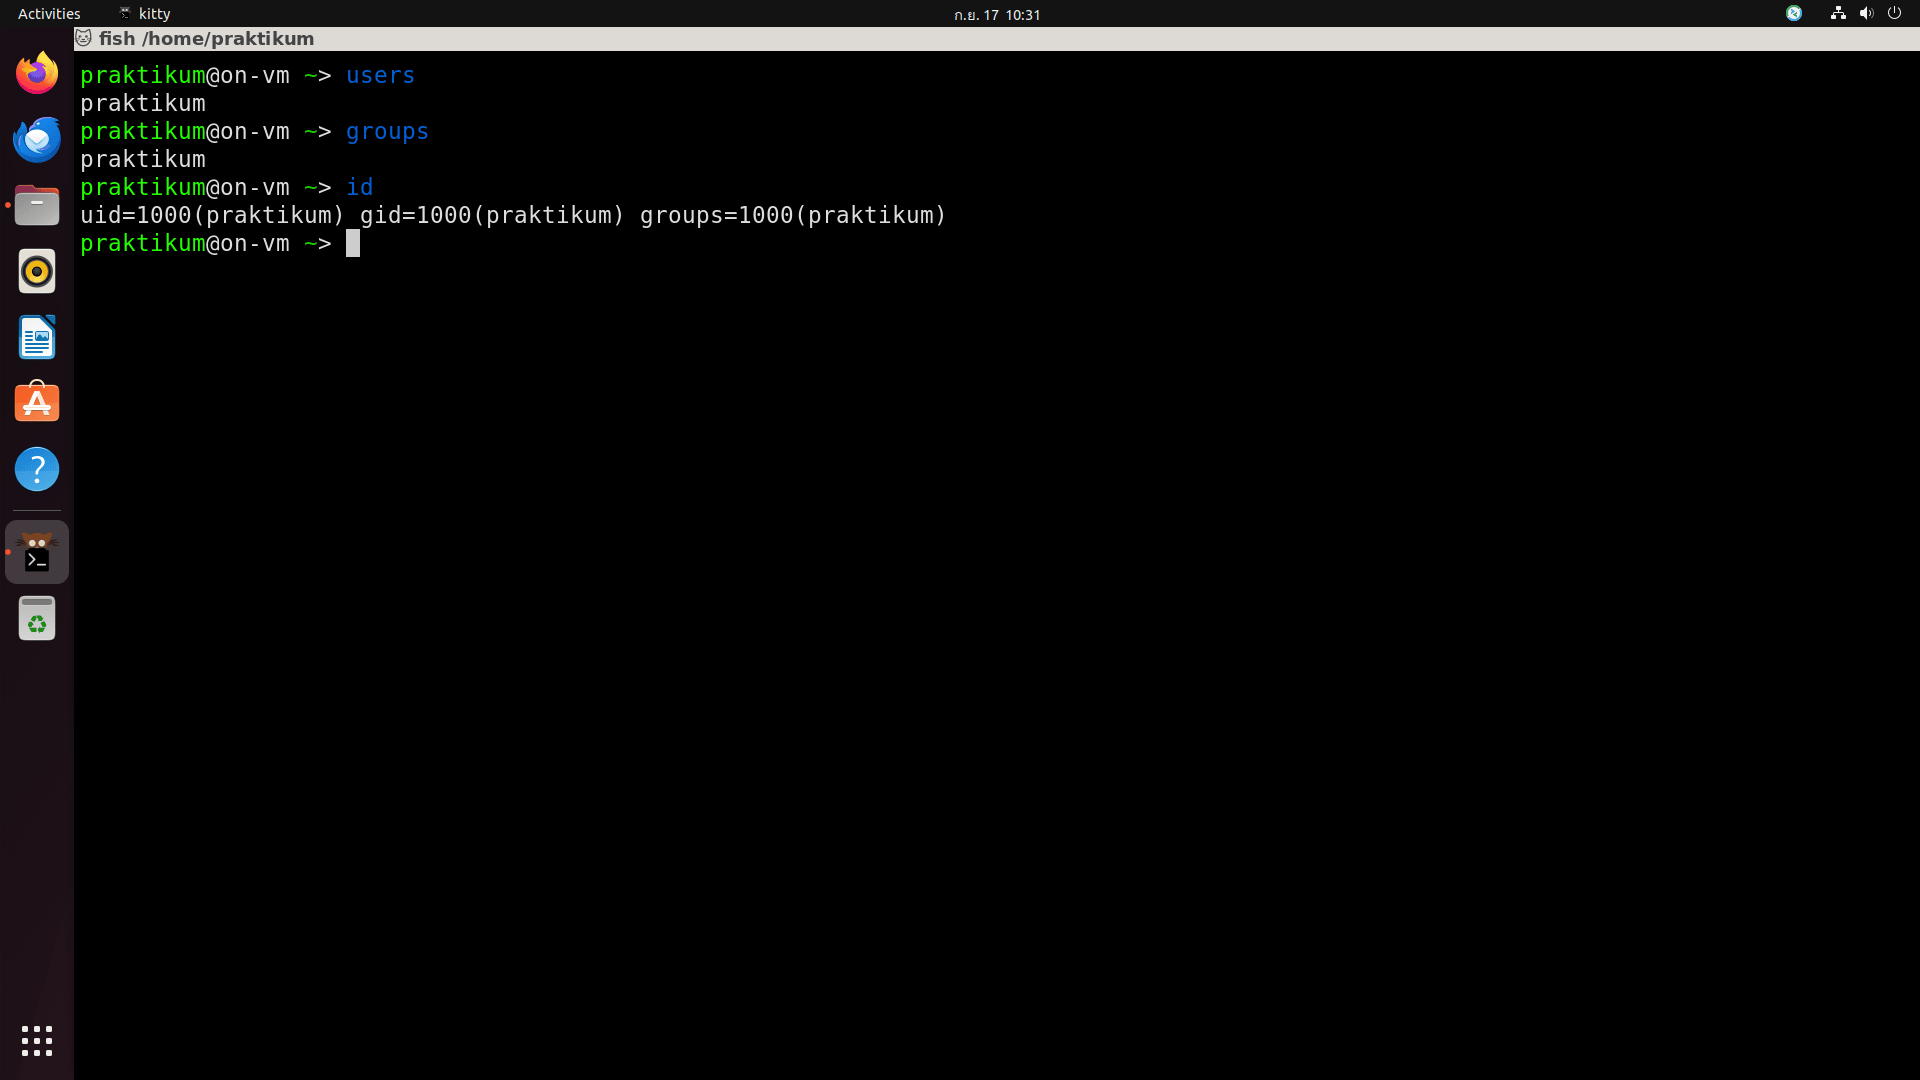 Activities
kitty
ก.ย. 17 10:31
fish /home/praktikum
praktikum@on-vm ~> users
praktikum
praktikum@on-vm ~> groups
praktikum
praktikum@on-vm ~> id
uid=1000(praktikum) gid=1000(praktikum) groups=1000(praktikum)
praktikum@on-vm ~>